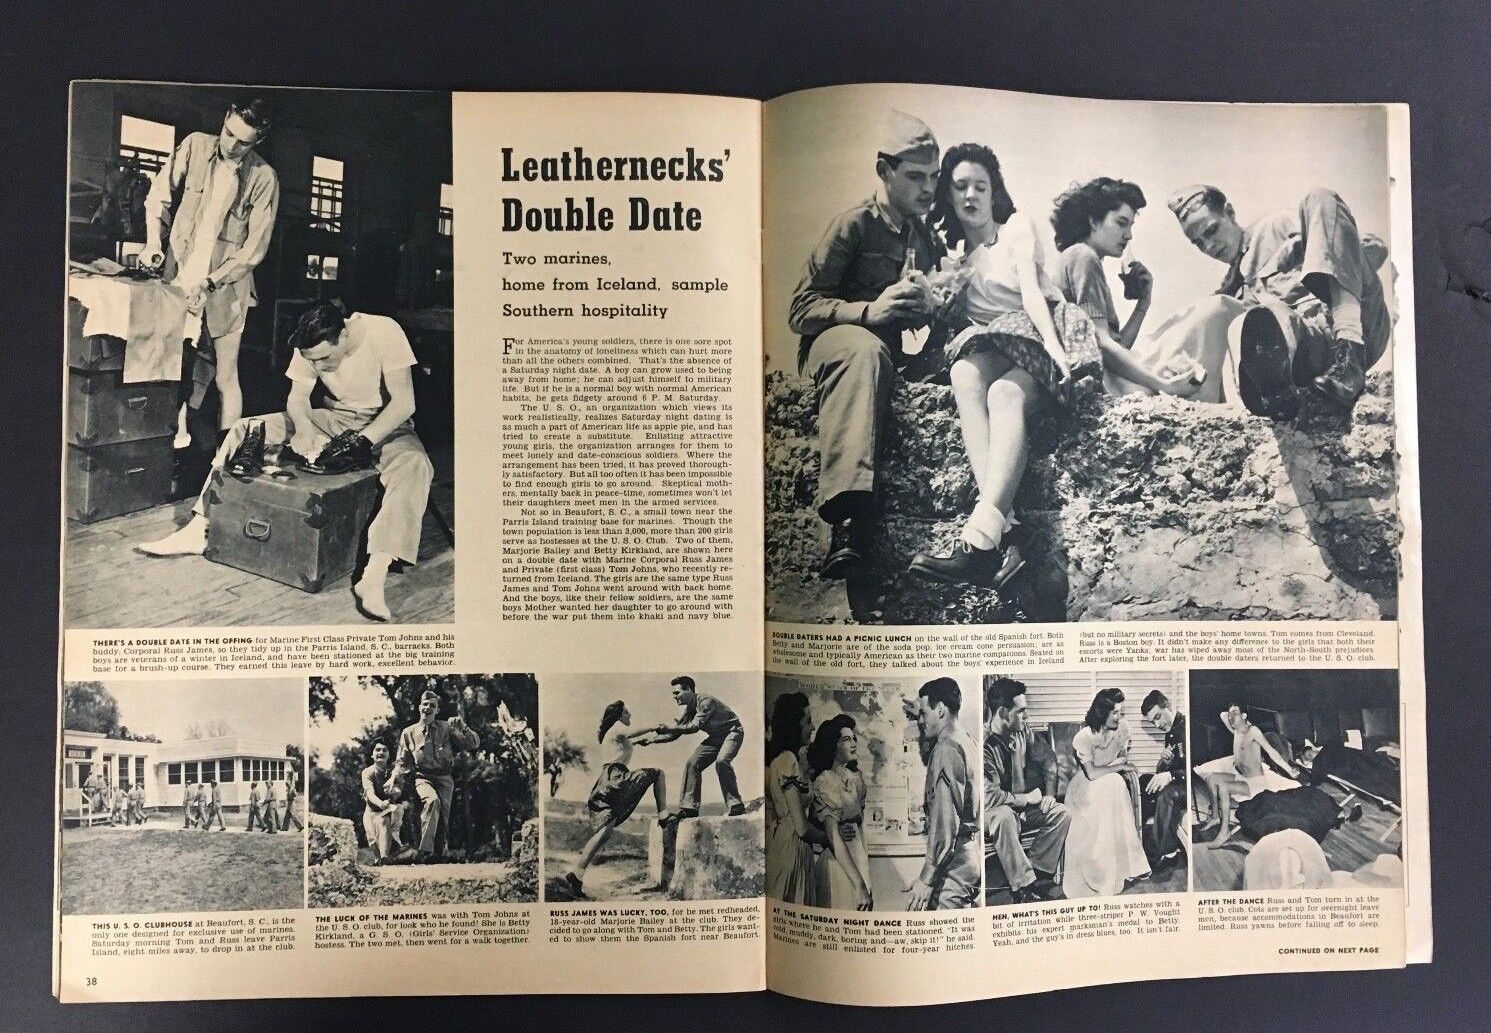 Leathernecks'
Double Date
Two marines,
home from Iceland, sample
Southern hospitality
For America's young soldiers, there is one sore spot
in the anatomy of loneliness which can hurt more
than all the others combined. That's the absence of
a Saturday night date. A boy can grow used to being
away from home; he can adjust himself to military
life. But if he is a normal boy with normal American
habits, he gets fidgety around 6 P. M. Saturday.
The U. S. O., an organization which views its
work realistically, realizes Saturday night dating is
as much a part of American life as apple pie, and has
tried to create a substitute. Enlisting attractive
young girls, the organization arranges for them to
meet lonely and date-conscious soldiers. Where the
arrangement has been tried, it has proved thorough-
ly satisfactory. But all too often it has been impossible
to find enough girls to go around. Skeptical moth-
ers, mentally back in peace-time, sometimes won't let
their daughters meet men in the armed services.
Not so in Beaufort, S. C., a small town near the
Parris Island training base for marines. Though the
town population is less than 3,000, more than 200 girls
serve as hostesses at the U. S. O. Club. Two of them,
Marjorie Bailey and Betty Kirkland, are shown here
on a double date with Marine Corporal Russ James
and Private (first class) Tom Johns, who recently re-
turned from Iceland. The girls are the same type Russ
James and Tom Johns went around with back home.
And the boys, like their fellow soldiers, are the same
boys Mother wanted her daughter to go around with
before the war put them into khaki and navy blue.
THERE'S A DOUBLE DATE IN THE OFFING for Marine First Class Private Tom Johns and his
buddy, Corporal Russ James, so they tidy up in the Parris Island, S. C., barracks. Both
boys are veterans of a winter in Iceland, and have been stationed at the big training
base for a brush-up course. They earned this leave by hard work, excellent behavior.
THIS U. S. O. CLUBHOUSE at Beaufort, S. C., is the
only one designed for exclusive use of marines.
Saturday morning Tom and Russ leave Parris
Island, eight miles away, to drop in at the club.
THE LUCK OF THE MARINES was with Tom Johns at
the U. S. O. club, for look who he found! She is Betty
Kirkland, a G. S. O. (Girls' Service Organization)
hostess. The two met, then went for a walk together.
RUSS JAMES WAS LUCKY, TOO, for he met redheaded,
18-year-old Marjorie Bailey at the club. They de-
cided to go along with Tom and Betty. The girls want-
ed to show them the Spanish fort near Beaufort.
38
DOUBLE DATERS HAD A PICNIC LUNCH on the wall of the old Spanish fort. Both
Betty and Marjorie are of the soda pop, ice cream cone persuasion; are as
wholesome and typically American as their two marine companions. Seated on
the wall of the old fort, they talked about the boys' experience in Iceland
(but no military secrets) and the boys' home towns. Tom comes from Cleveland,
Russ is a Boston boy. It didn't make any difference to the girls that both their
escorts were Yanks; war has wiped away most of the North-South prejudices
After exploring the fort later, the double daters returned to the U. S. O. club.
AT THE SATURDAY NIGHT DANCE Russ showed the
girls where he and Tom had been stationed. "It was
cold, muddy, dark, boring and—aw, skip it!" he said.
Marines are still enlisted for four-year hitches.
HEH. WHAT'S THIS GUY UP TO! Russ watches with a
bit of irritation while three-striper P. W. Vought
exhibits his expert marksman's medal to Betty.
Yeah, and the guy's in dress blues, too. It isn't fair.
AFTER THE DANCE Russ and Tom turn in at the
U. S. O. club. Cots are set up for overnight leave
men, because accommodations in Beaufort are
limited. Russ yawns before falling off to sleep.
CONTINUED ON NEXT PAGE